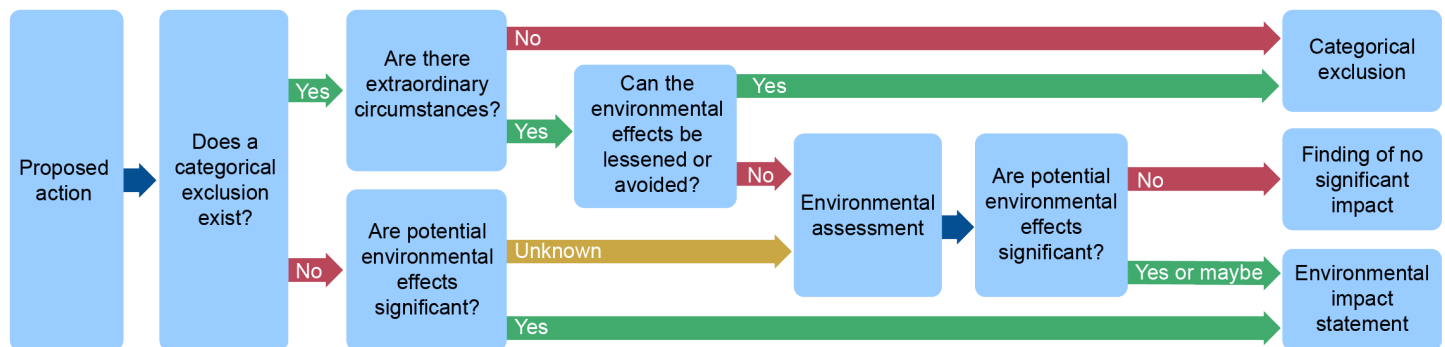 Proposed
action
Does a
categorical
exclusion
exist?
Yes
No
Are there
extraordinary
circumstances?
No
Yes
Can the
environmental
effects be
lessened or
avoided?
Yes
No
Are potential
environmental
effects
significant?
Unknown
Yes
Environmental
assessment
Are potential
environmental
effects
significant?
No
Yes or maybe
Categorical
exclusion
Finding of no
significant
impact
Environmental
impact
statement